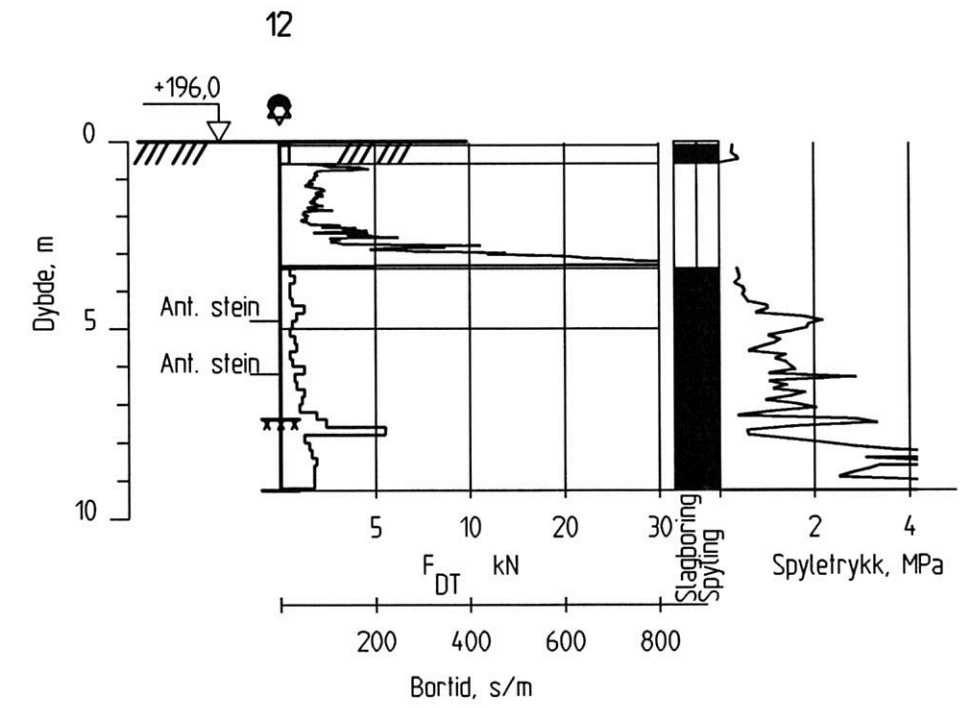 12
+196,0
0
Dybde, m
Ant. stein
5
Ant. stein
10
5 10 20 30
Slagboring
Spyling
2 4
F DT kN
Spyletrykk, MPa
200 400 600 800
Bortid, s/m